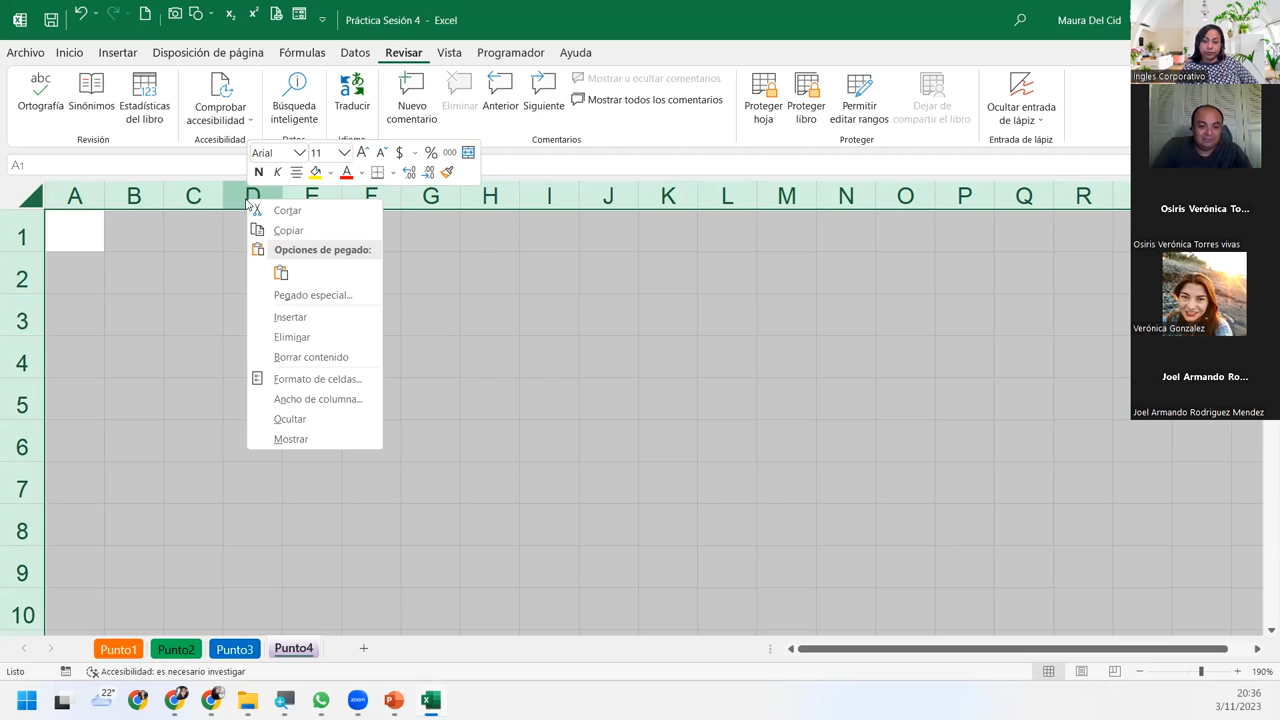 Práctica Sesión 4 - Excel
Maura Del Cid
Archivo Inicio Insertar Disposición de página Fórmulas Datos Revisar Vista Programador Ayuda
abc
Ortografía
Sinónimos
Estadísticas
del libro
Revisión
Comprobar
accesibilidad
Accesibilidad
Búsqueda
inteligente
Datos
Traducir
Idioma
Nuevo
comentario
Eliminar
Anterior
Siguiente
Mostrar u ocultar comentarios
Mostrar todos los comentarios
Comentarios
Proteger
hoja
Proteger
libro
Permitir
editar rangos
Dejar de
compartir el libro
Proteger
Ocultar entrada
de lápiz
Entrada de lápiz
Arial 11 A A $ % 000
N K A
A1
A B C D E F G H I J K L M N O P Q R
1
2
3
4
5
6
7
8
9
10
Cortar
Copiar
Opciones de pegado:
Pegado especial...
Insertar
Eliminar
Borrar contenido
Formato de celdas...
Ancho de columna...
Ocultar
Mostrar
Ingles Corporativo
Osiris Verónica To...
Osiris Verónica Torres vivas
Verónica Gonzalez
Joel Armando Ro...
Joel Armando Rodriguez Mendez
Punto1 Punto2 Punto3 Punto4
Listo
Accesibilidad: es necesario investigar
190%
22°
zoom
20:36
3/11/2023